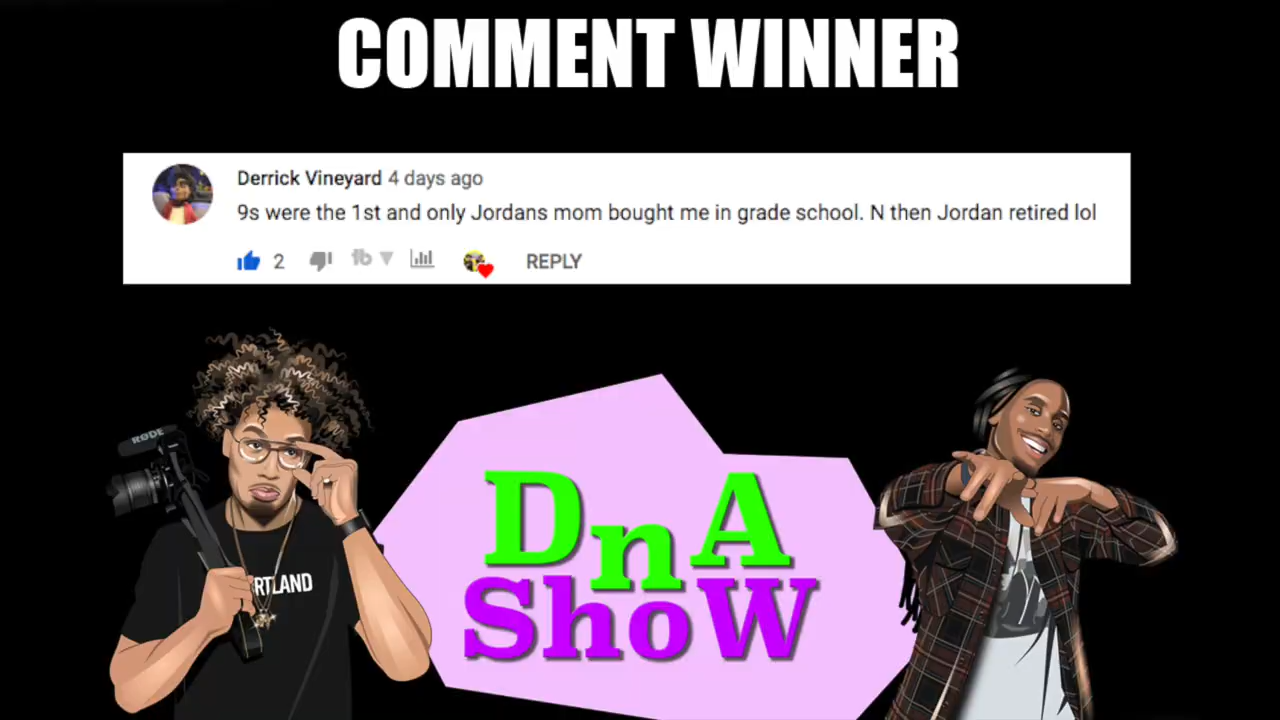 COMMENT WINNER
Derrick Vineyard 4 days ago
9s were the 1st and only Jordans mom bought me in grade school. N then Jordan retired lol
2 REPLY
RØDE
DnA
ShoW
RTLAND